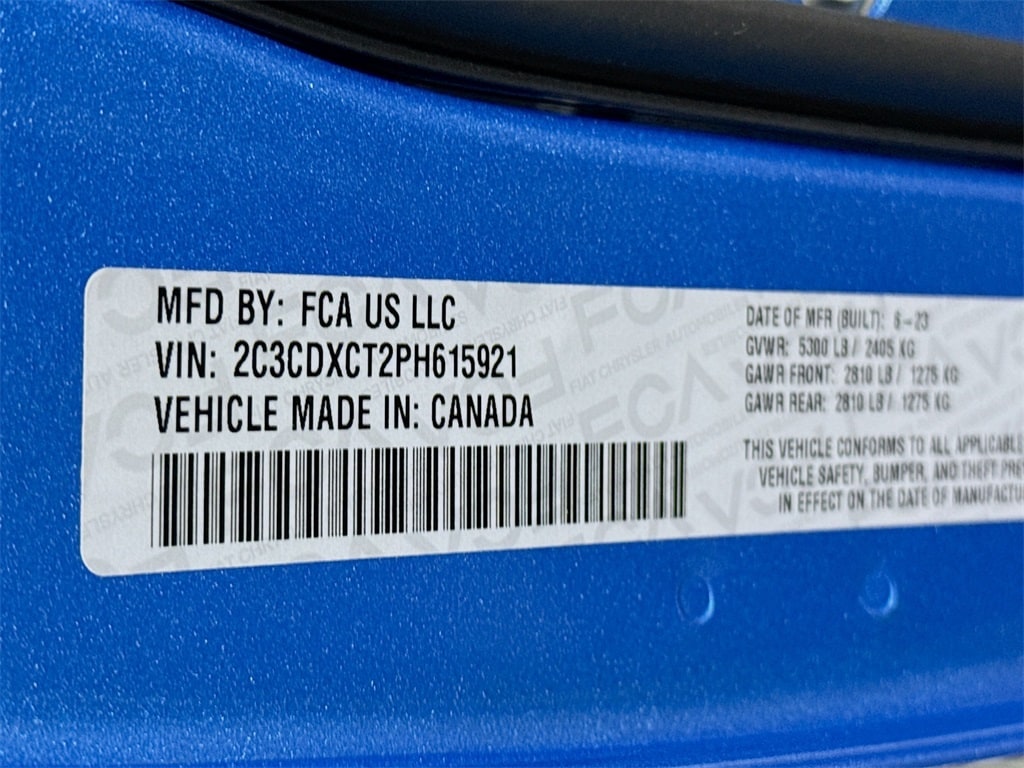 MFD BY: FCA US LLC
VIN: 2C3CDXCT2PH615921
VEHICLE MADE IN: CANADA
DATE OF MFR (BUILT): 6-23
GVWR: 5300 LB / 2405 KG
GAWR FRONT: 2810 LB / 1275 KG
GAWR REAR: 2810 LB / 1275 KG
THIS VEHICLE CONFORMS TO ALL APPLICABLE
VEHICLE SAFETY, BUMPER, AND THEFT PRE
IN EFFECT ON THE DATE OF MANUFACTU